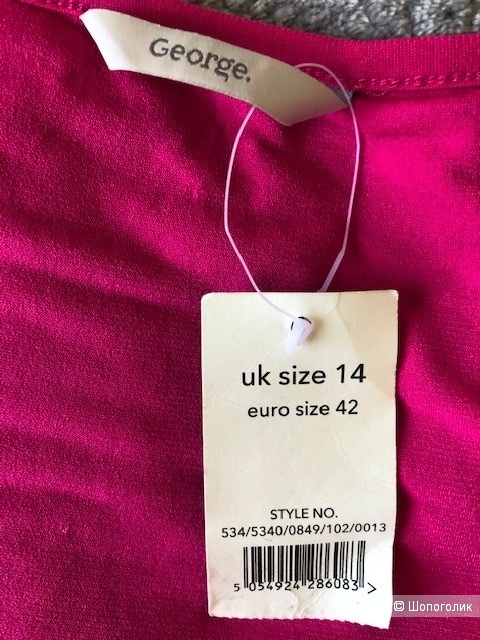 George.
uk size 14
euro size 42
STYLE NO.
534/5340/0849/102/0013
5 054924 286083 >
© Шопоголик